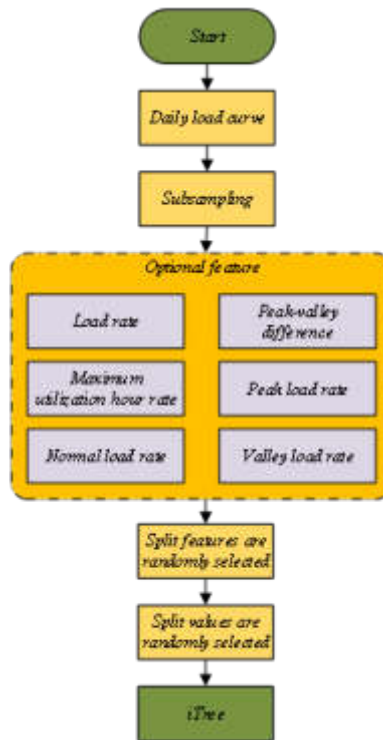 Start
Daily load curve
Subsampling
Optional feature
Load rate
Peak-valley
difference
Maximum
utilization hour rate
Peak load rate
Normal load rate
Valley load rate
Split features are
randomly selected
Split values are
randomly selected
iTree